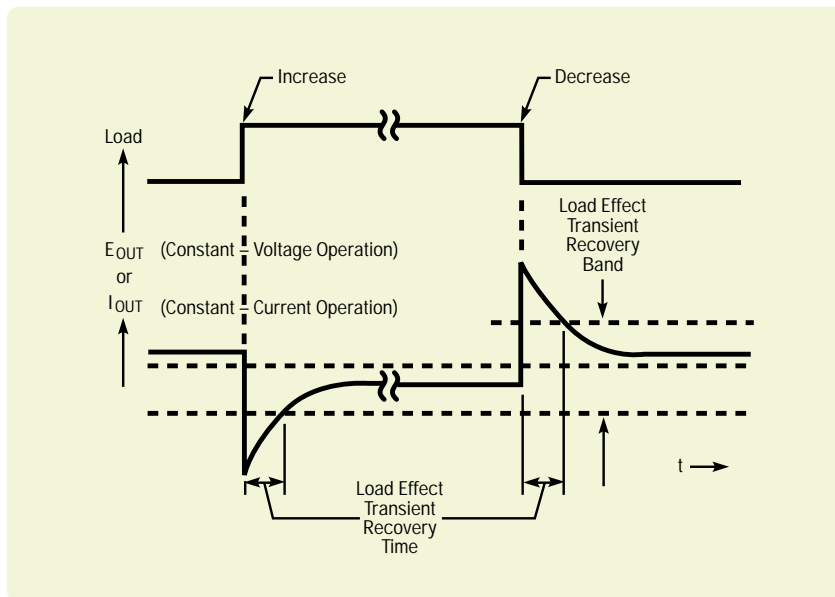 Increase
Decrease
Load
Load Effect
Transient
Recovery
Band
EOUT (Constant – Voltage Operation)
or
IOUT (Constant – Current Operation)
t
Load Effect
Transient
Recovery
Time